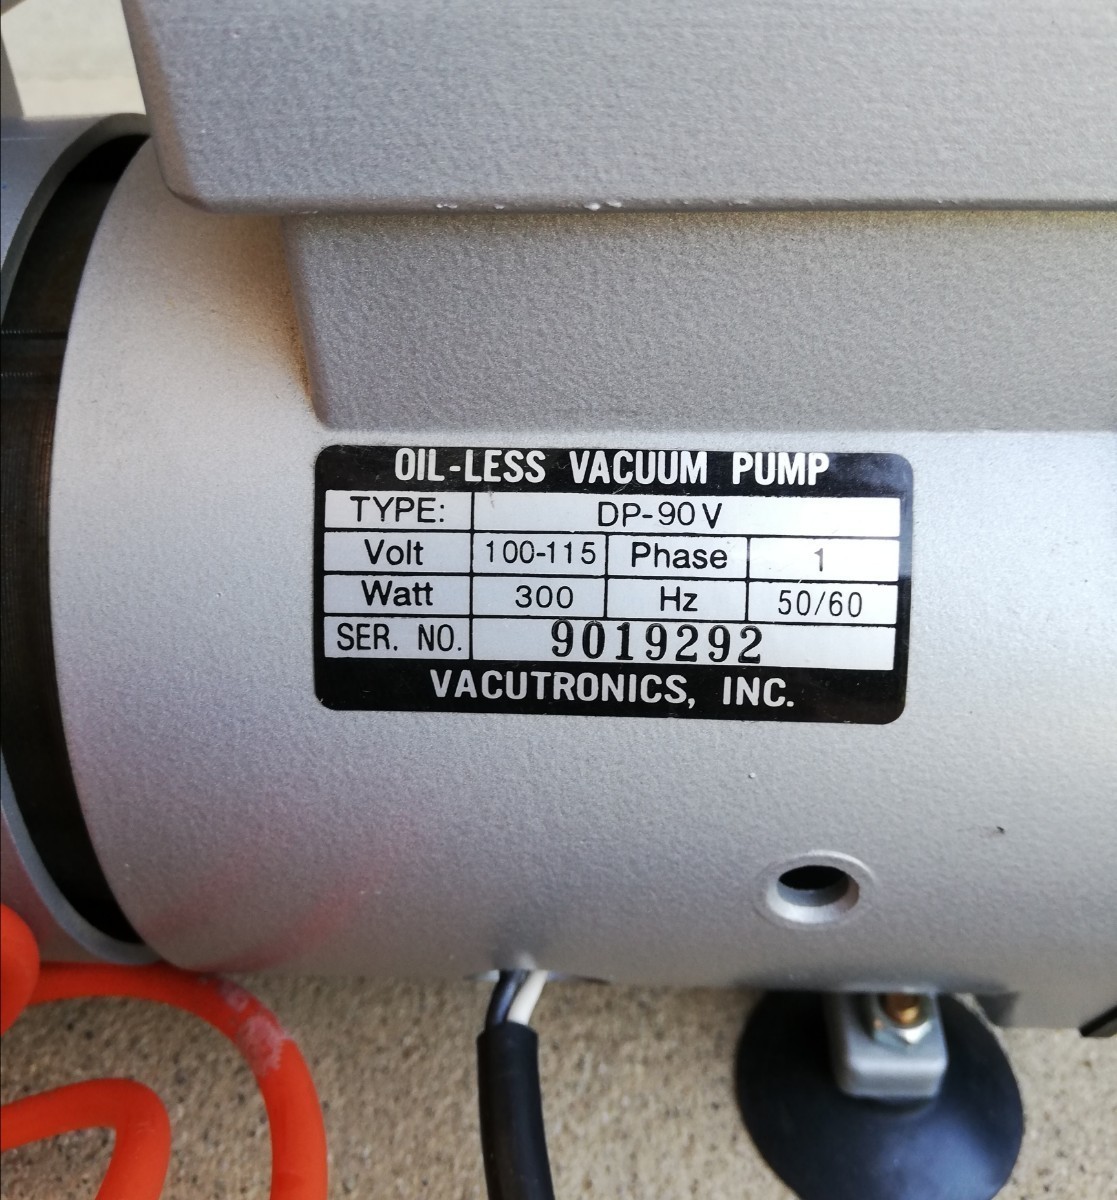 OIL-LESS VACUUM PUMP
TYPE: DP-90V
Volt 100-115 Phase 1
Watt 300 Hz 50/60
SER. NO. 9019292
VACUTRONICS, INC.